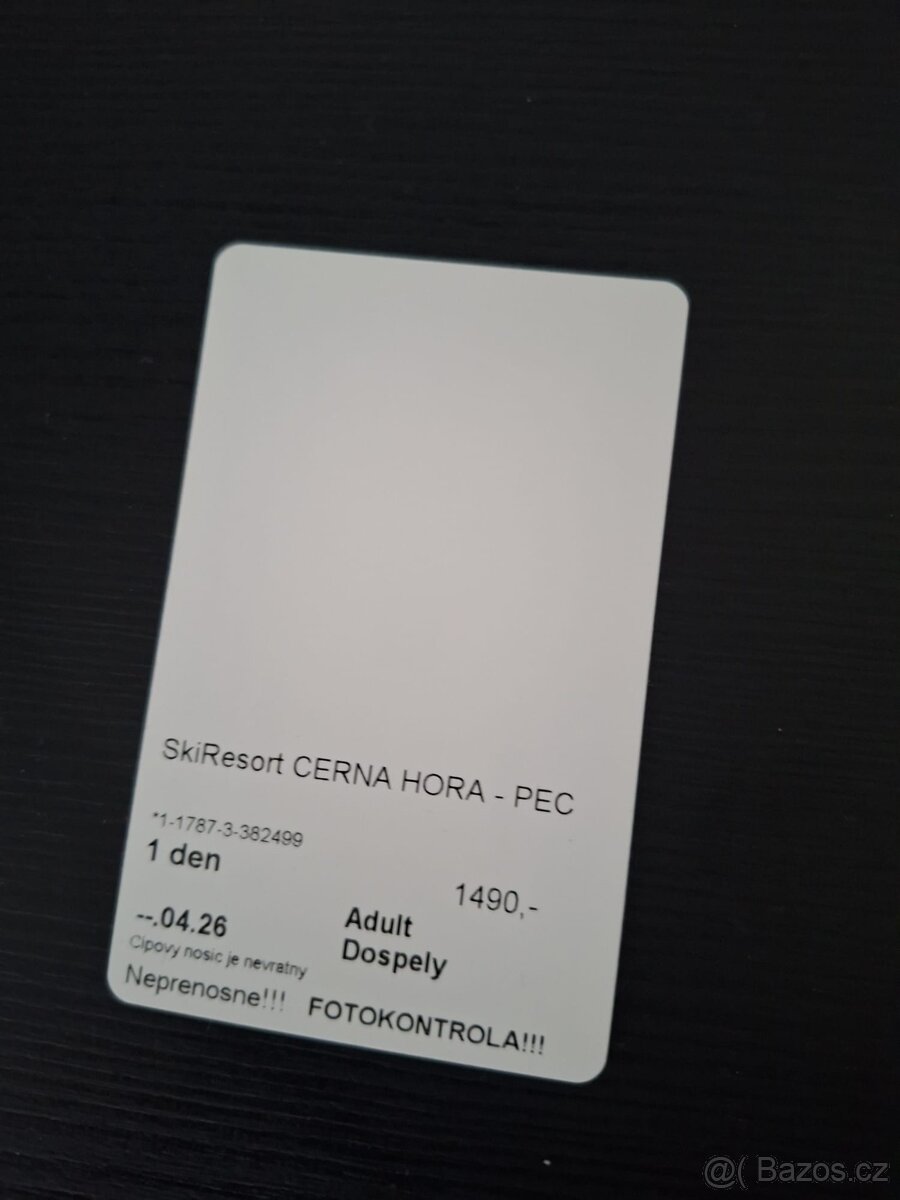 SkiResort CERNA HORA - PEC
*1-1787-3-382499
1 den
1490,-
--.04.26
Adult
Dospely
Cipovy nosic je nevratny
Neprenosne!!! FOTOKONTROLA!!!
@( Bazos.cz